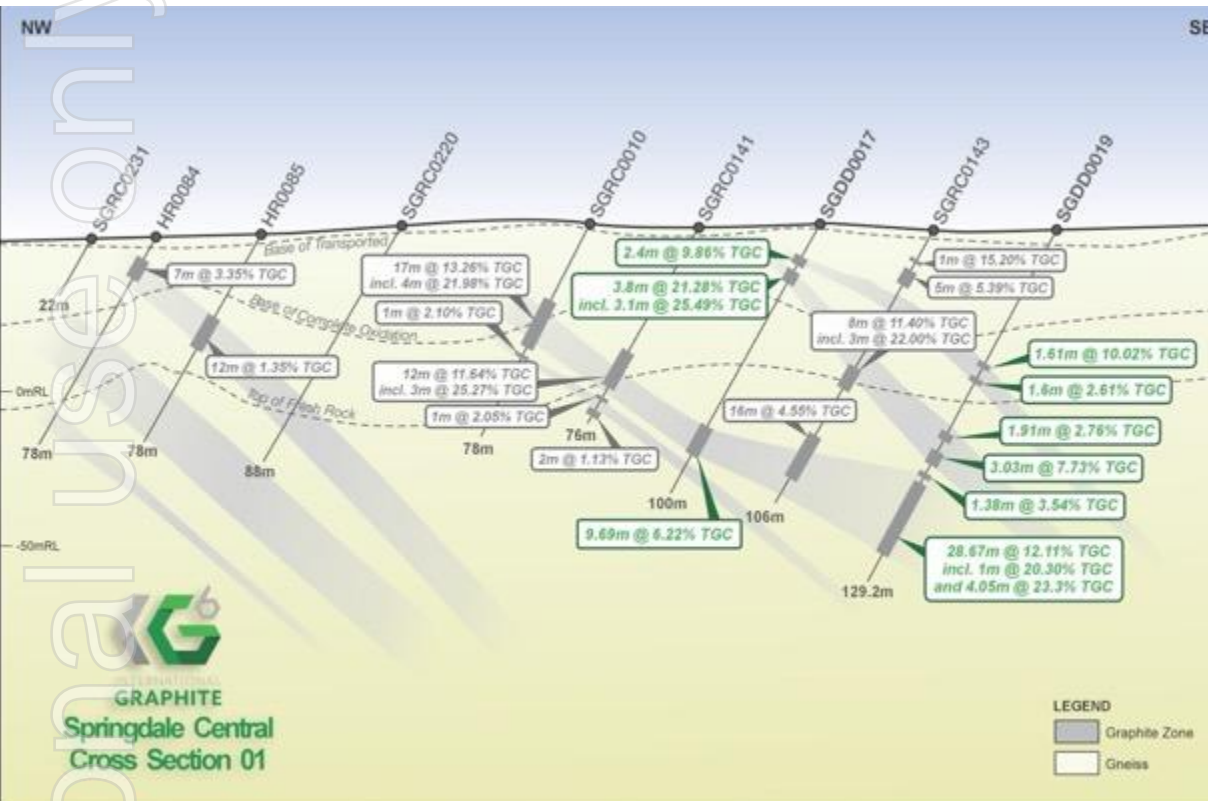 NW
SE
SGRC0231
HR0084
HR0085
SGRC0220
SGRC0010
SGRC0141
SGDD0017
SGRC0143
SGDD0019
Base of Transported
Base of Complete Oxidation
Top of Fresh Rock
22m
0mRL
-50mRL
78m
78m
88m
78m
76m
100m
106m
129.2m
7m @ 3.35% TGC
12m @ 1.35% TGC
17m @ 13.26% TGC
incl. 4m @ 21.98% TGC
1m @ 2.10% TGC
12m @ 11.64% TGC
incl. 3m @ 25.27% TGC
1m @ 2.05% TGC
2m @ 1.13% TGC
2.4m @ 9.86% TGC
3.8m @ 21.28% TGC
incl. 3.1m @ 25.49% TGC
9.69m @ 6.22% TGC
1m @ 15.20% TGC
5m @ 5.39% TGC
8m @ 11.40% TGC
incl. 3m @ 22.00% TGC
16m @ 4.55% TGC
1.61m @ 10.02% TGC
1.6m @ 2.61% TGC
1.91m @ 2.76% TGC
3.03m @ 7.73% TGC
1.38m @ 3.54% TGC
28.67m @ 12.11% TGC
incl. 1m @ 20.30% TGC
and 4.05m @ 23.3% TGC
G6
INTERNATIONAL
GRAPHITE
Springdale Central
Cross Section 01
LEGEND
Graphite Zone
Gneiss
onal use only